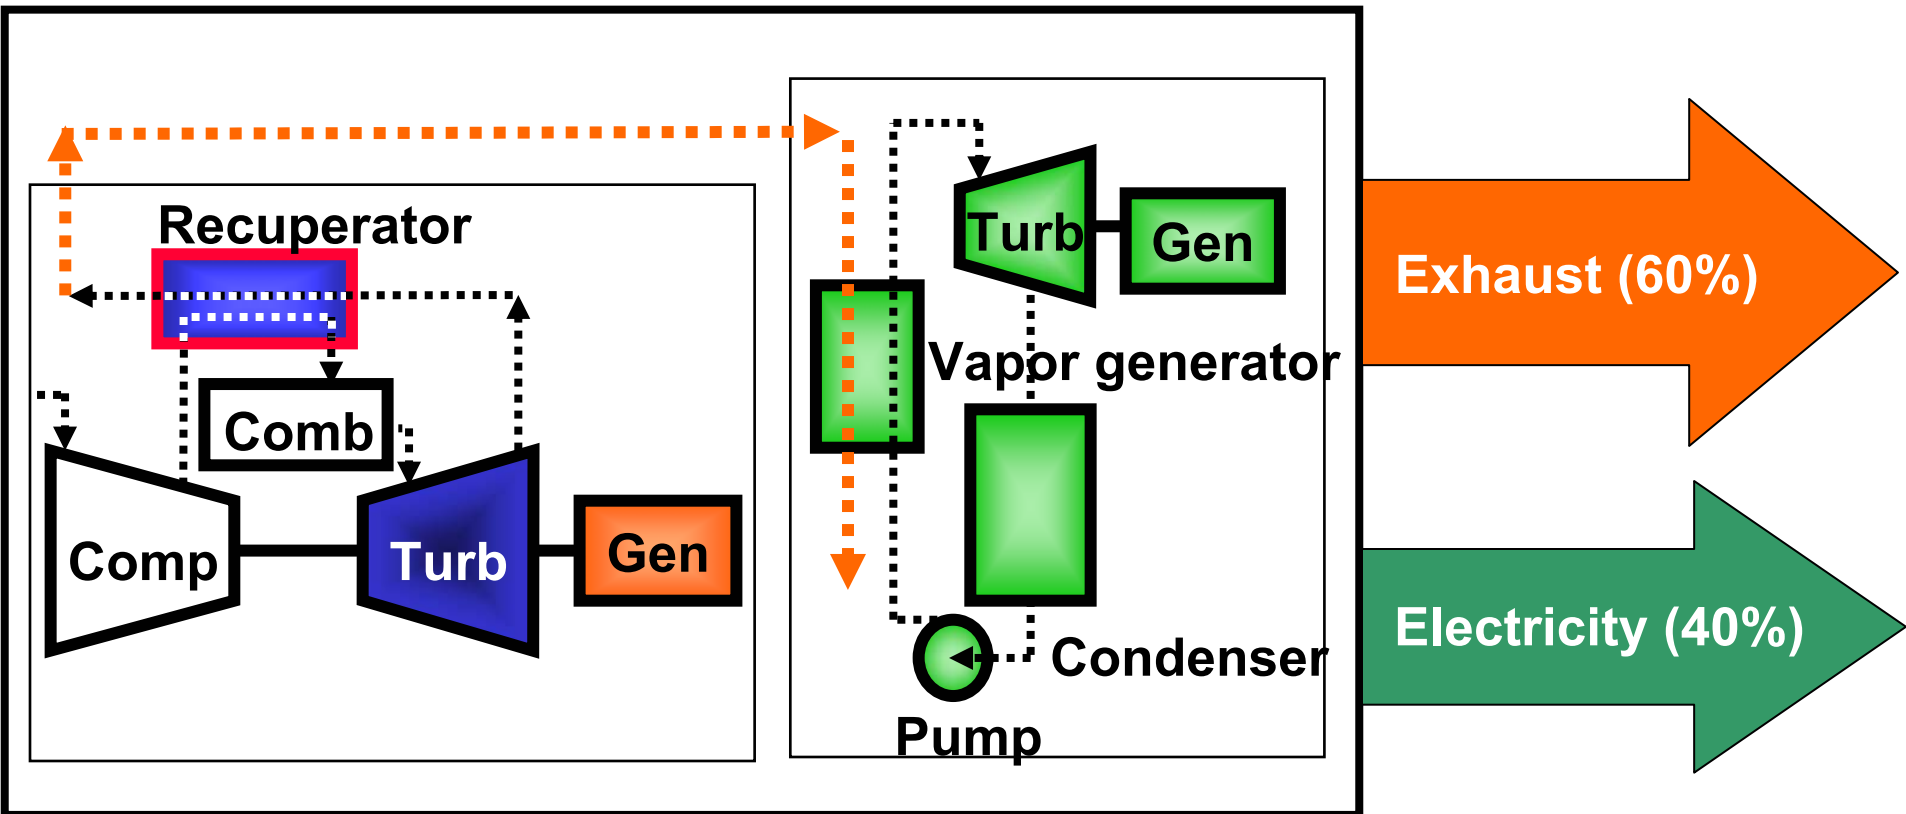 Recuperator
Comb
Comp
Turb
Gen
Turb
Gen
Vapor generator
Condenser
Pump
Exhaust (60%)
Electricity (40%)